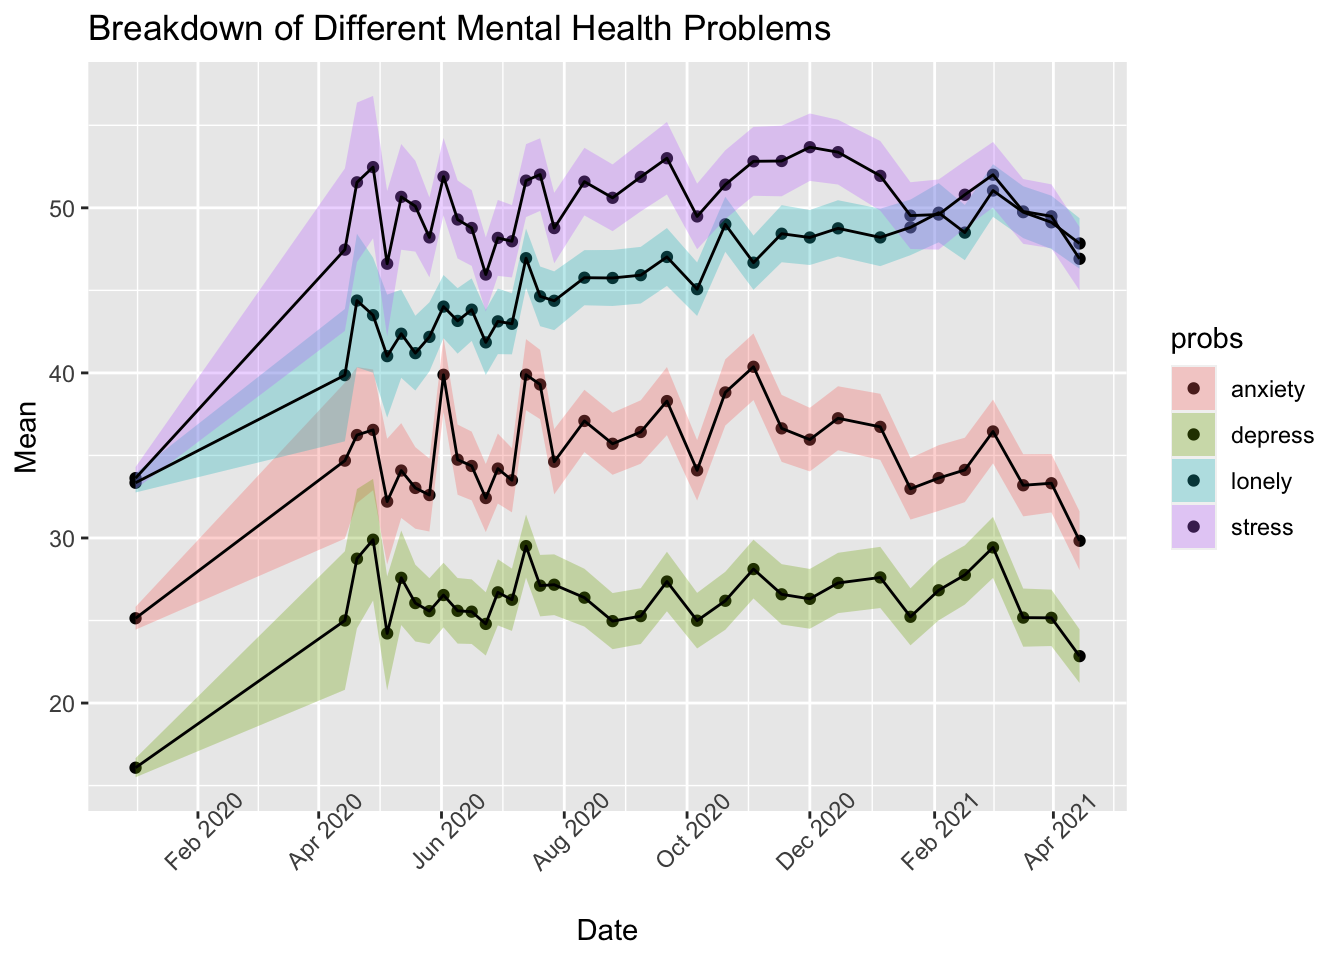 Breakdown of Different Mental Health Problems
Mean
50
40
30
20
Feb 2020
Apr 2020
Jun 2020
Aug 2020
Oct 2020
Dec 2020
Feb 2021
Apr 2021
Date
probs
anxiety
depress
lonely
stress